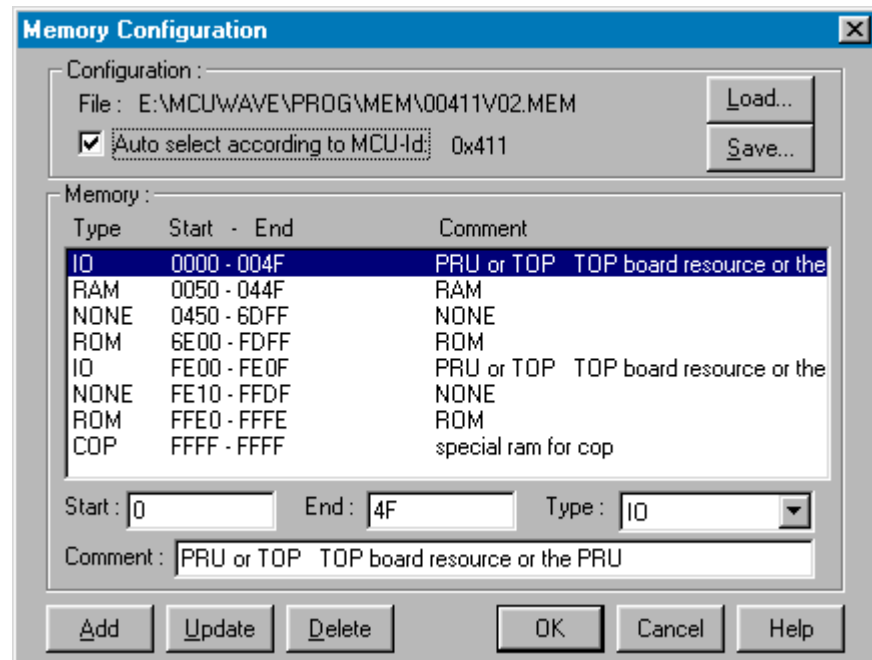 Memory Configuration
Configuration :
File : E:\MCUWAVE\PROG\MEM\00411V02.MEM
Load...
Auto select according to MCU-Id: 0x411
Save...
Memory :
Type Start - End Comment
IO 0000 - 004F PRU or TOP TOP board resource or the
RAM 0050 - 044F RAM
NONE 0450 - 6DFF NONE
ROM 6E00 - FDFF ROM
IO FE00 - FE0F PRU or TOP TOP board resource or the
NONE FE10 - FFDF NONE
ROM FFE0 - FFFE ROM
COP FFFF - FFFF special ram for cop
Start : 0 End : 4F Type : IO
Comment : PRU or TOP TOP board resource or the PRU
Add Update Delete OK Cancel Help